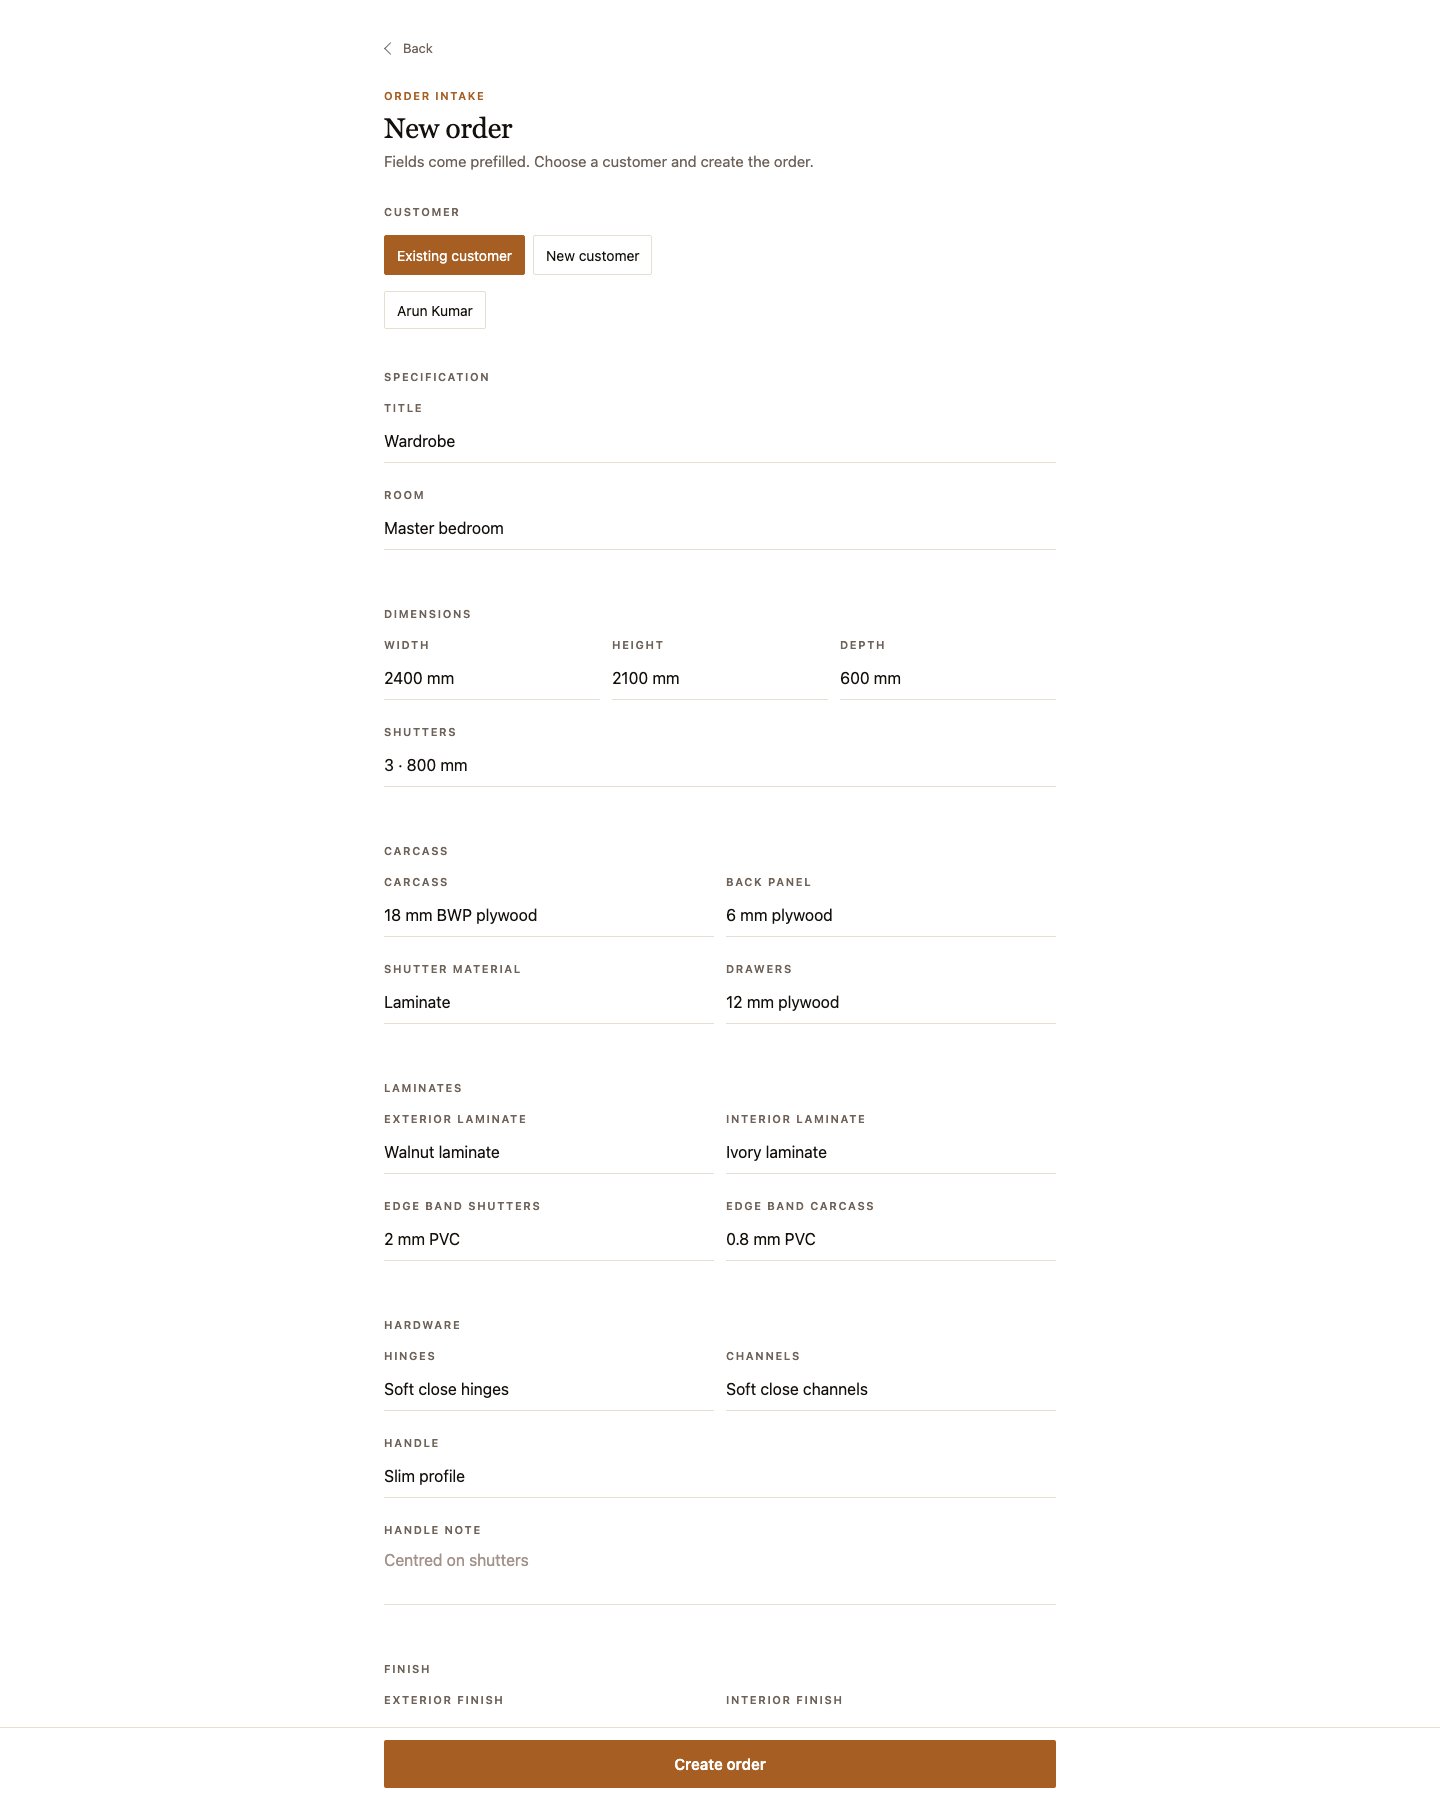 Back
ORDER INTAKE
New order
Fields come prefilled. Choose a customer and create the order.
CUSTOMER
Existing customer New customer
Arun Kumar
SPECIFICATION
TITLE
Wardrobe
ROOM
Master bedroom
DIMENSIONS
WIDTH HEIGHT DEPTH
2400 mm 2100 mm 600 mm
SHUTTERS
3 · 800 mm
CARCASS
CARCASS BACK PANEL
18 mm BWP plywood 6 mm plywood
SHUTTER MATERIAL DRAWERS
Laminate 12 mm plywood
LAMINATES
EXTERIOR LAMINATE INTERIOR LAMINATE
Walnut laminate Ivory laminate
EDGE BAND SHUTTERS EDGE BAND CARCASS
2 mm PVC 0.8 mm PVC
HARDWARE
HINGES CHANNELS
Soft close hinges Soft close channels
HANDLE
Slim profile
HANDLE NOTE
Centred on shutters
FINISH
EXTERIOR FINISH INTERIOR FINISH
Create order